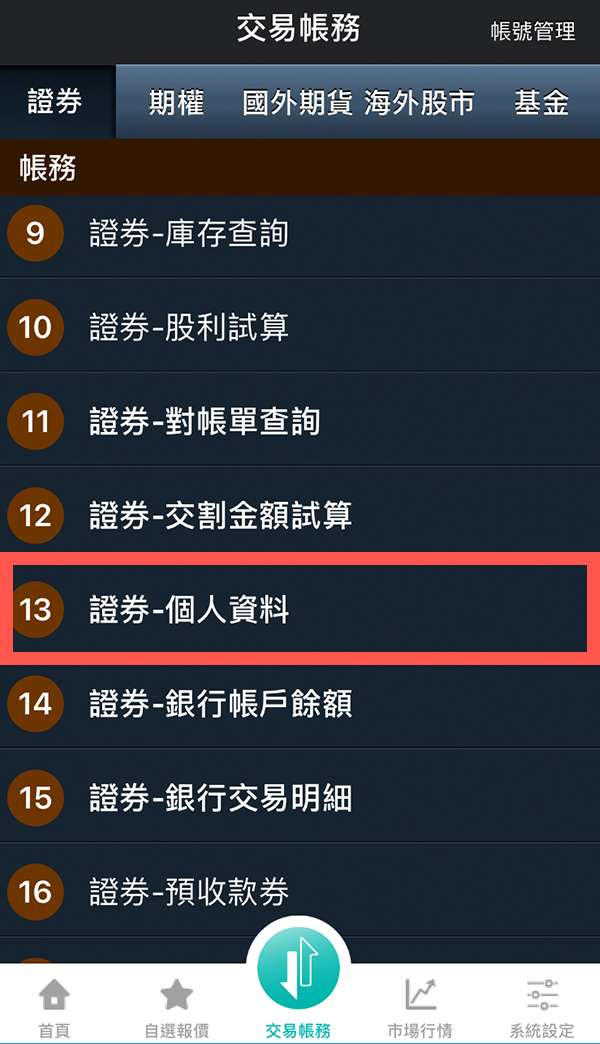 交易帳務 帳號管理
證券 期權 國外期貨 海外股市 基金
帳務
9 證券-庫存查詢
10 證券-股利試算
11 證券-對帳單查詢
12 證券-交割金額試算
13 證券-個人資料
14 證券-銀行帳戶餘額
15 證券-銀行交易明細
16 證券-預收款券
首頁 自選報價 交易帳務 市場行情 系統設定